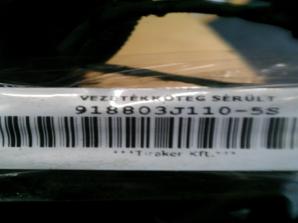 VEZETÉKKÖTEG SÉRÜLT
918803J110-5S
***Tiraker Kft.***